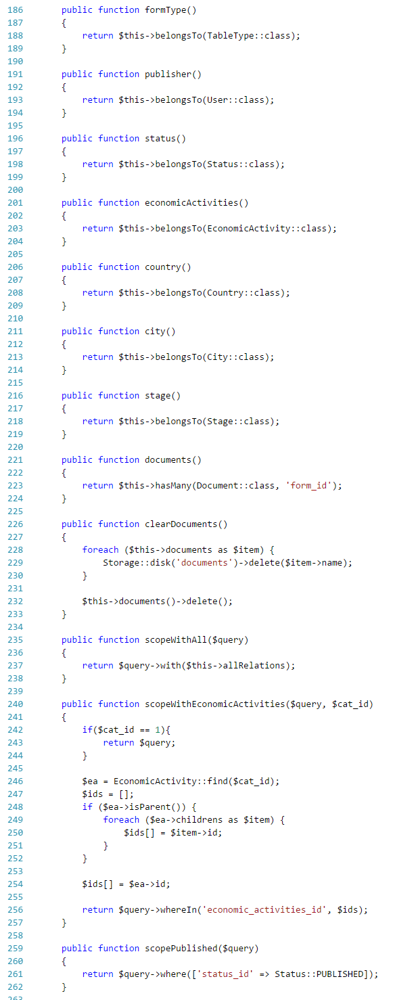 186 public function formType()
187 {
188 return $this->belongsTo(TableType::class);
189 }
190
191 public function publisher()
192 {
193 return $this->belongsTo(User::class);
194 }
195
196 public function status()
197 {
198 return $this->belongsTo(Status::class);
199 }
200
201 public function economicActivities()
202 {
203 return $this->belongsTo(EconomicActivity::class);
204 }
205
206 public function country()
207 {
208 return $this->belongsTo(Country::class);
209 }
210
211 public function city()
212 {
213 return $this->belongsTo(City::class);
214 }
215
216 public function stage()
217 {
218 return $this->belongsTo(Stage::class);
219 }
220
221 public function documents()
222 {
223 return $this->hasMany(Document::class, 'form_id');
224 }
225
226 public function clearDocuments()
227 {
228 foreach ($this->documents as $item) {
229 Storage::disk('documents')->delete($item->name);
230 }
231
232 $this->documents()->delete();
233 }
234
235 public function scopeWithAll($query)
236 {
237 return $query->with($this->allRelations);
238 }
239
240 public function scopeWithEconomicActivities($query, $cat_id)
241 {
242 if($cat_id == 1){
243 return $query;
244 }
245
246 $ea = EconomicActivity::find($cat_id);
247 $ids = [];
248 if ($ea->isParent()) {
249 foreach ($ea->childrens as $item) {
250 $ids[] = $item->id;
251 }
252 }
253
254 $ids[] = $ea->id;
255
256 return $query->whereIn('economic_activities_id', $ids);
257 }
258
259 public function scopePublished($query)
260 {
261 return $query->where(['status_id' => Status::PUBLISHED]);
262 }
263